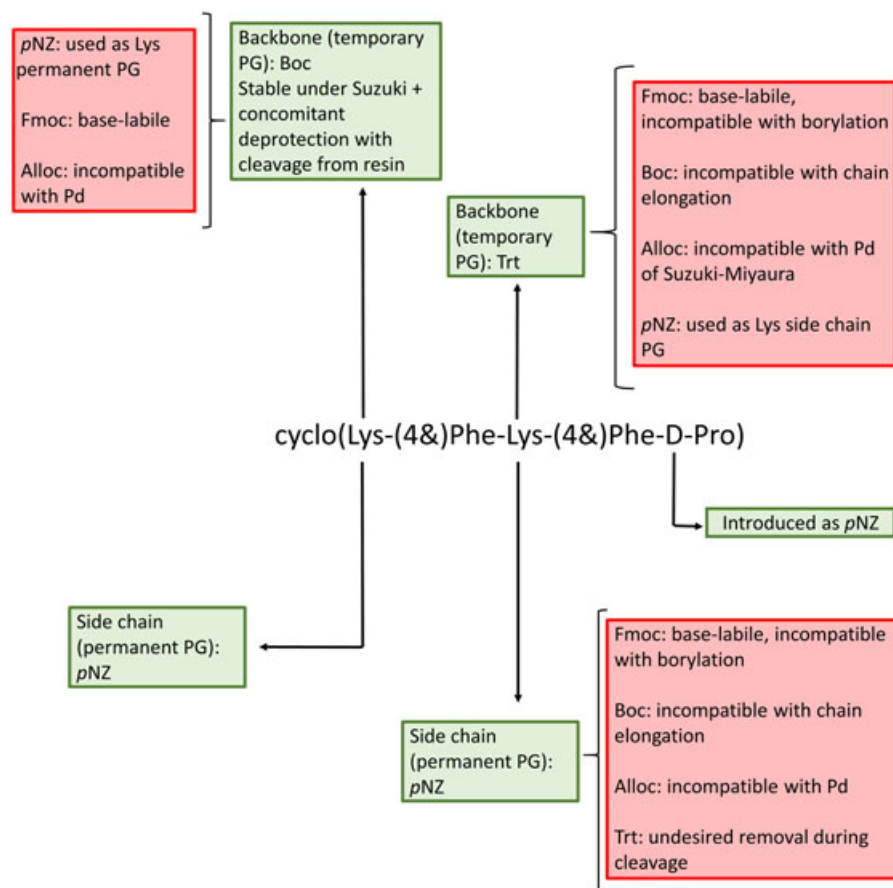 pNZ: used as Lys
permanent PG
Fmoc: base-labile
Alloc: incompatible
with Pd
Backbone (temporary
PG): Boc
Stable under Suzuki +
concomitant
deprotection with
cleavage from resin
Backbone
(temporary
PG): Trt
Fmoc: base-labile,
incompatible with borylation
Boc: incompatible with chain
elongation
Alloc: incompatible with Pd
of Suzuki-Miyaura
pNZ: used as Lys side chain
PG
cyclo(Lys-(4&)Phe-Lys-(4&)Phe-D-Pro)
Introduced as pNZ
Side chain
(permanent PG):
pNZ
Side chain
(permanent PG):
pNZ
Fmoc: base-labile, incompatible
with borylation
Boc: incompatible with chain
elongation
Alloc: incompatible with Pd
Trt: undesired removal during
cleavage